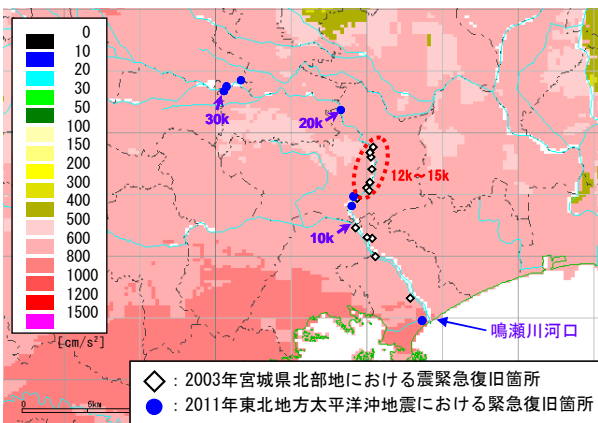 0
10
20
30
50
100
150
200
300
400
500
600
800
1000
1200
1500
[cm/s²]
30k
20k
12k～15k
10k
鳴瀬川河口
0 5km
◇ : 2003年宮城県北部地における震緊急復旧箇所
● : 2011年東北地方太平洋沖地震における緊急復旧箇所